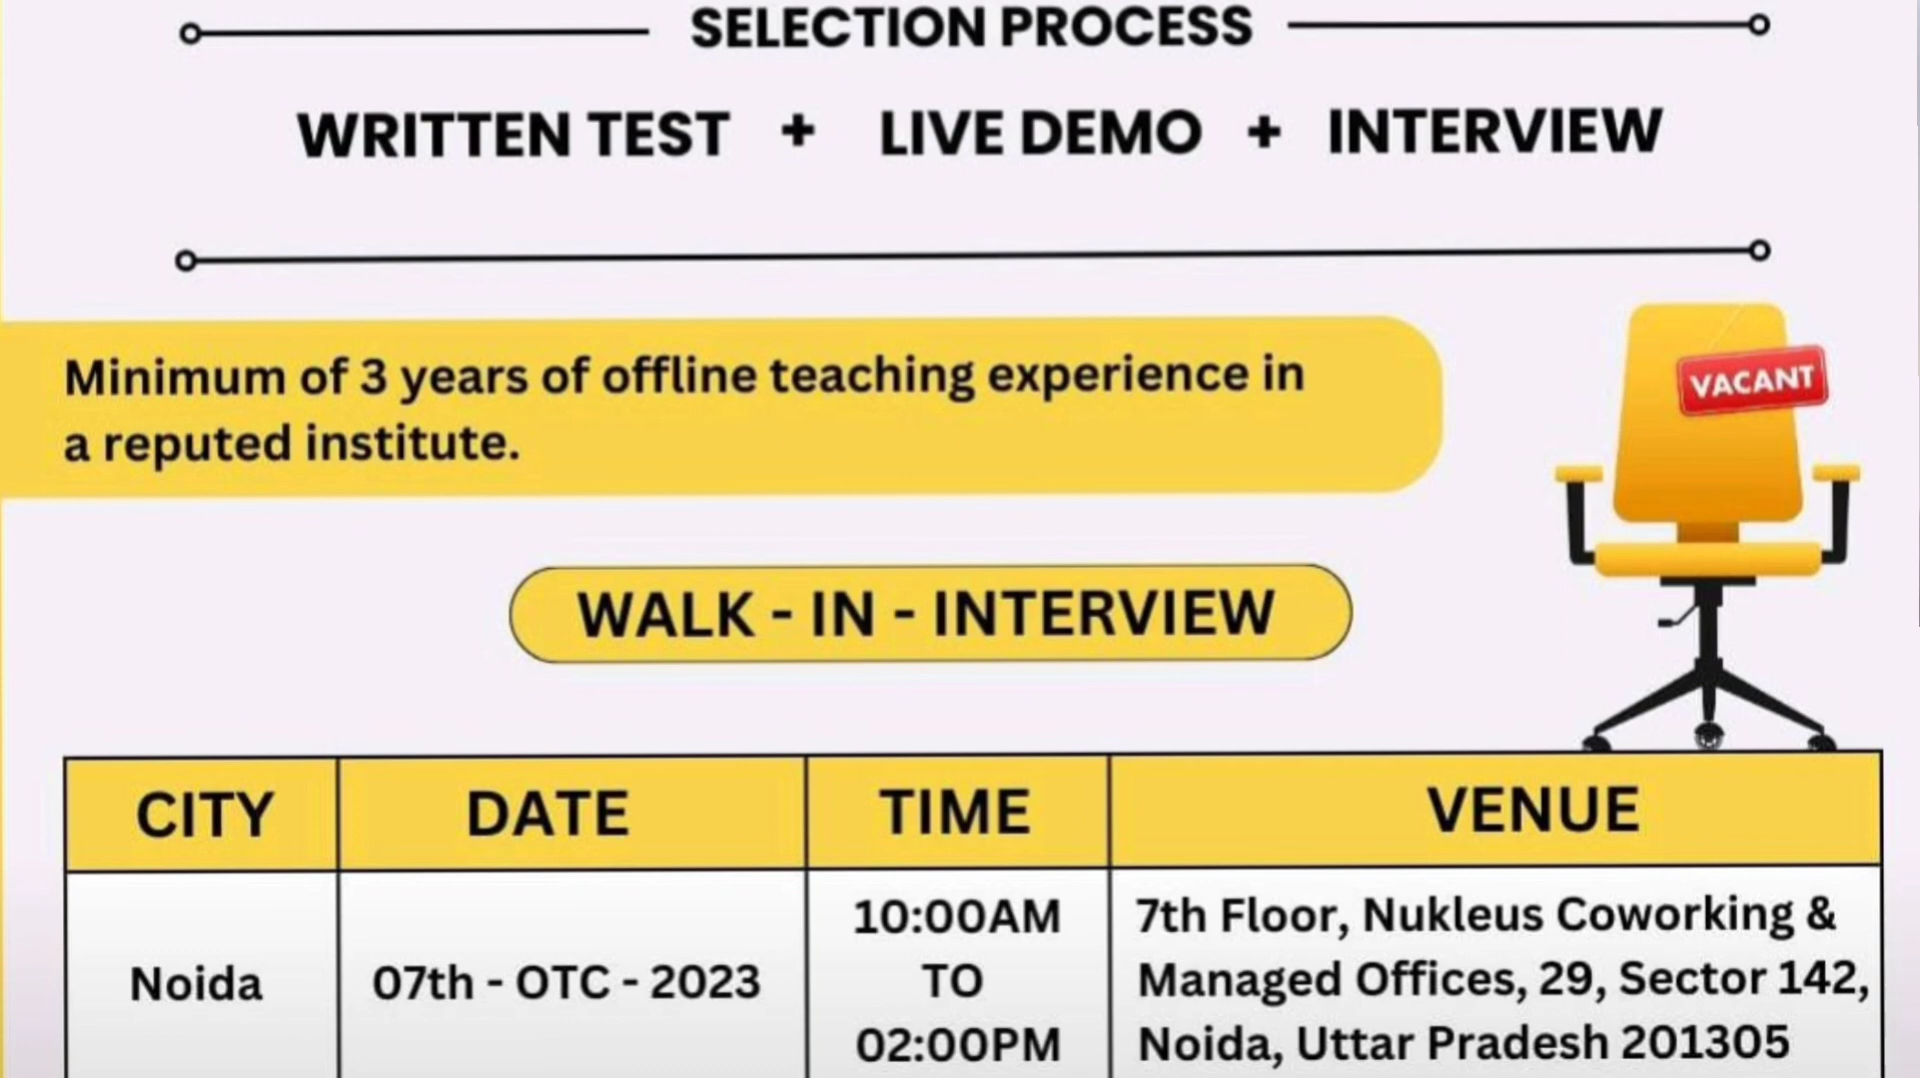 SELECTION PROCESS
WRITTEN TEST + LIVE DEMO + INTERVIEW
Minimum of 3 years of offline teaching experience in
a reputed institute.
VACANT
WALK - IN - INTERVIEW
CITY DATE TIME VENUE
Noida
07th - OTC - 2023
10:00AM
TO
02:00PM
7th Floor, Nukleus Coworking &
Managed Offices, 29, Sector 142,
Noida, Uttar Pradesh 201305